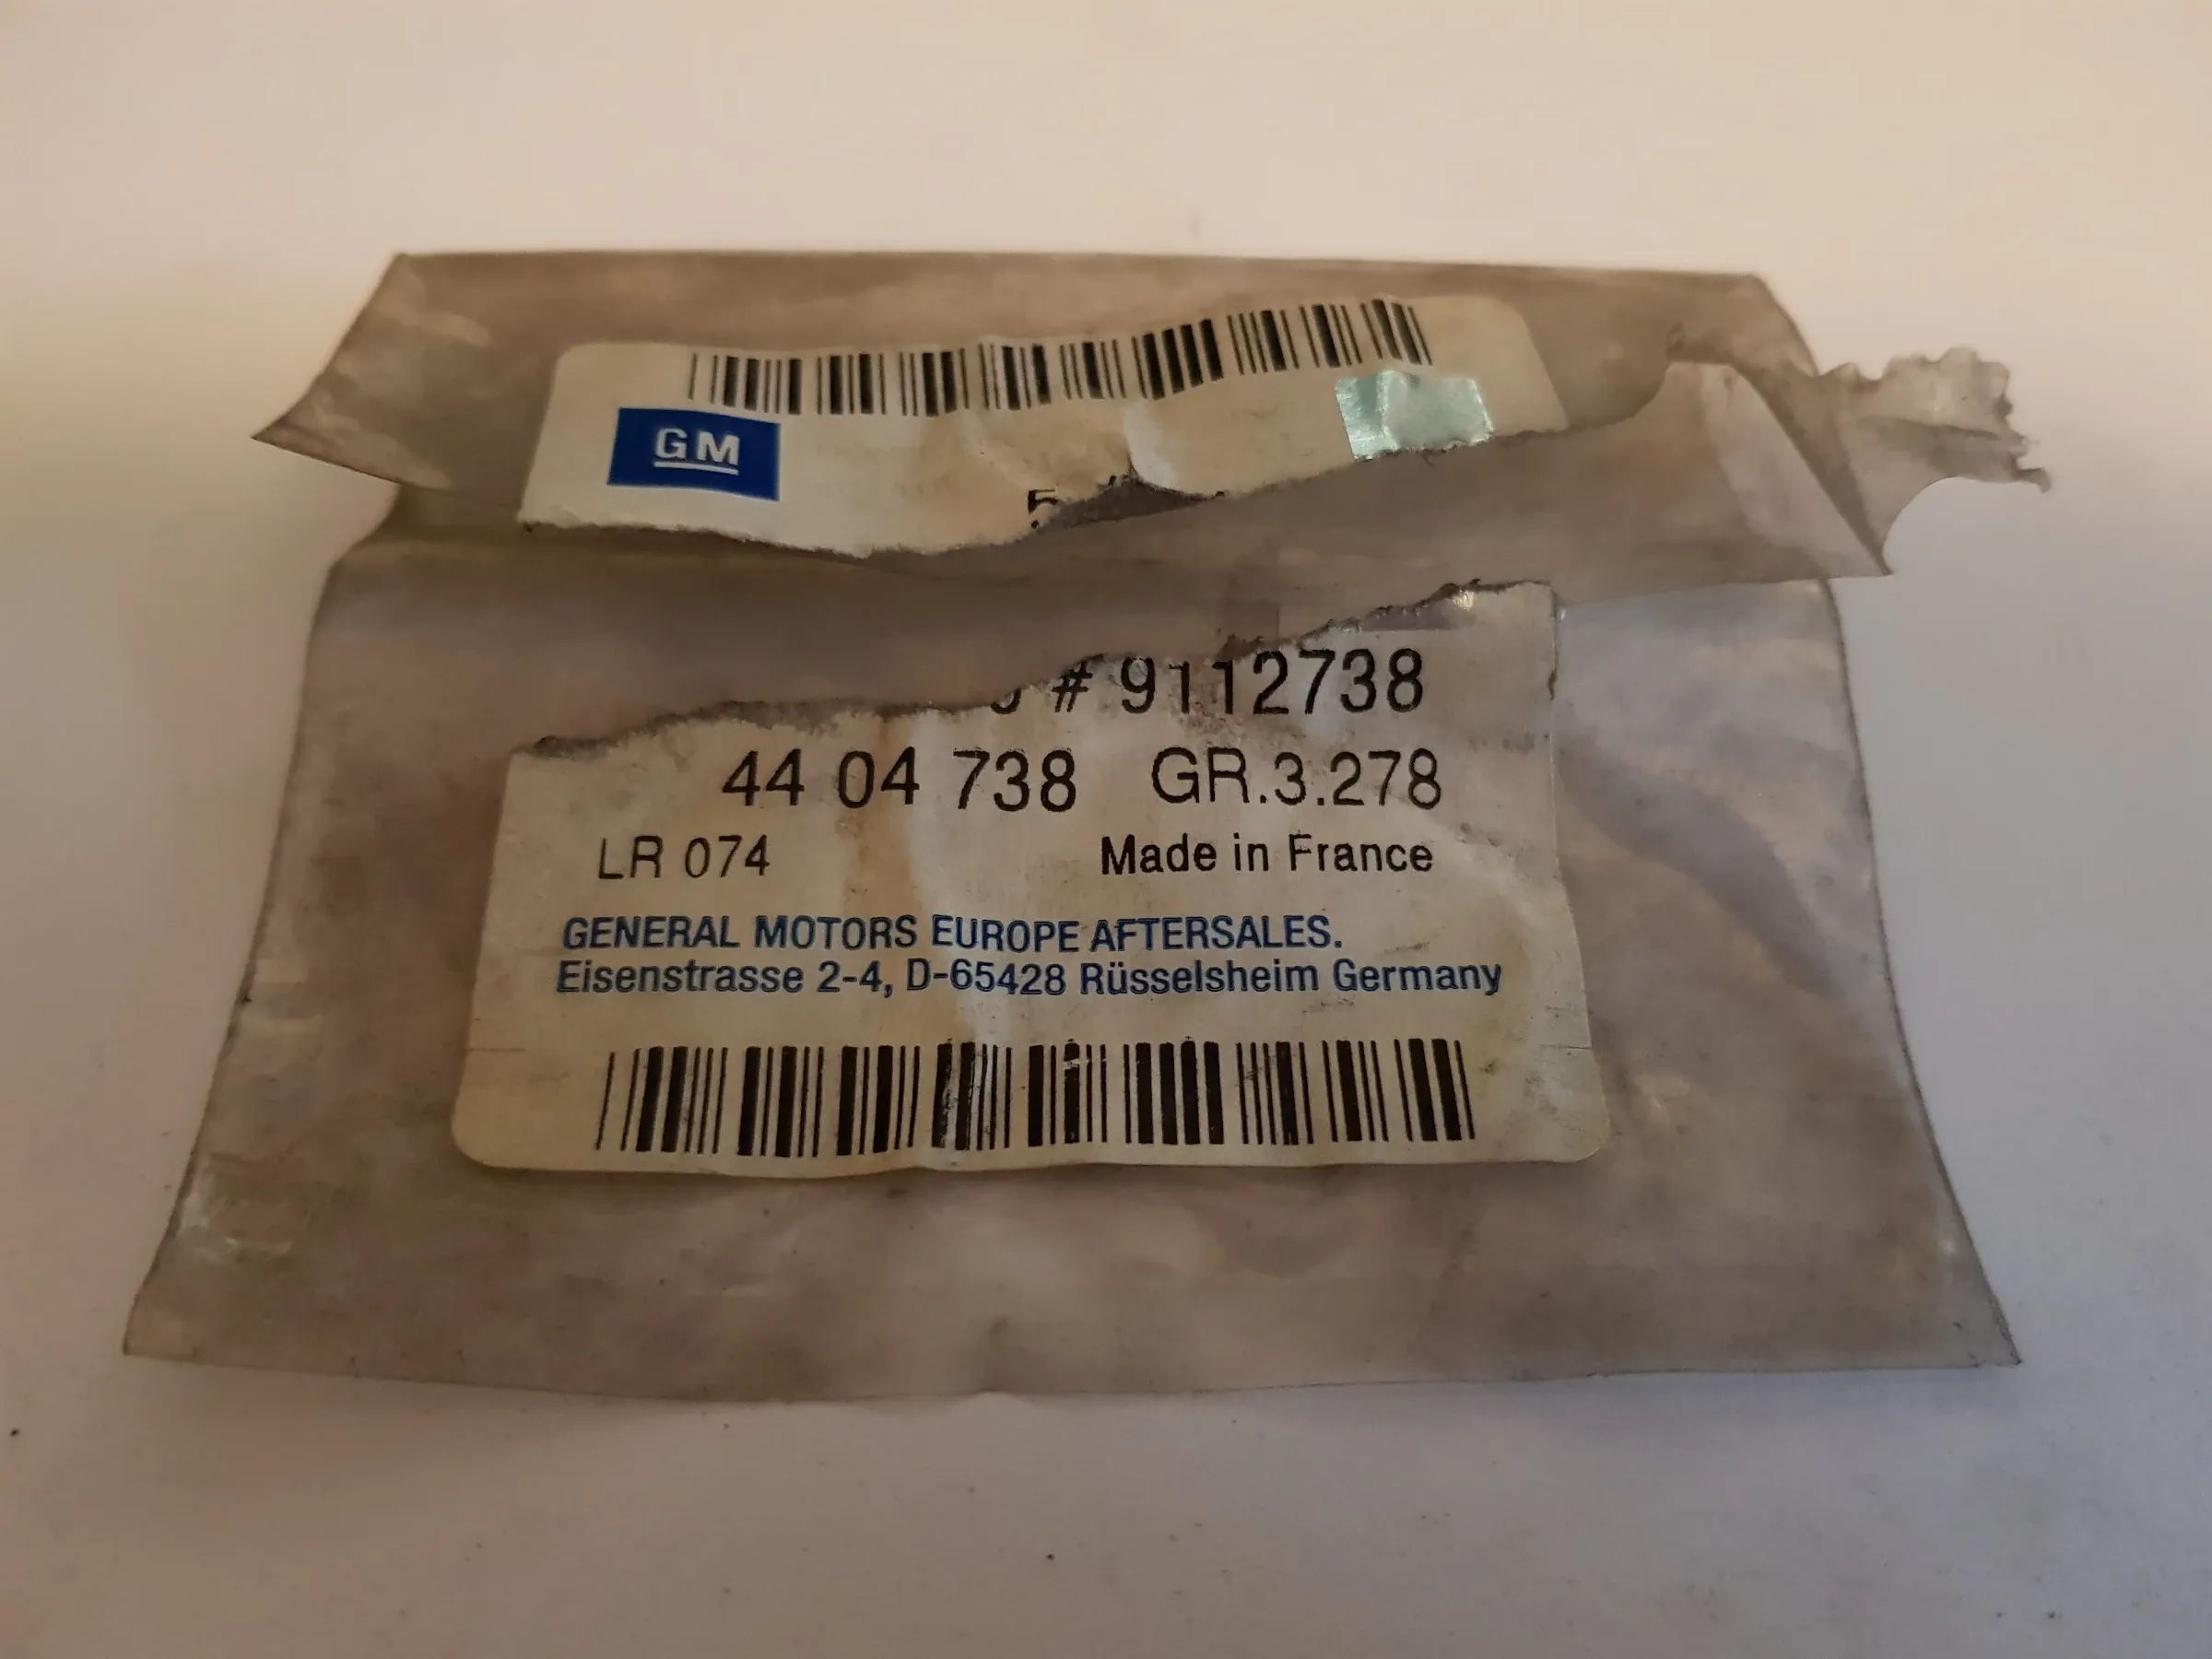 GM
# 9112738
44 04 738 GR.3.278
LR 074 Made in France
GENERAL MOTORS EUROPE AFTERSALES.
Eisenstrasse 2-4, D-65428 Rüsselsheim Germany